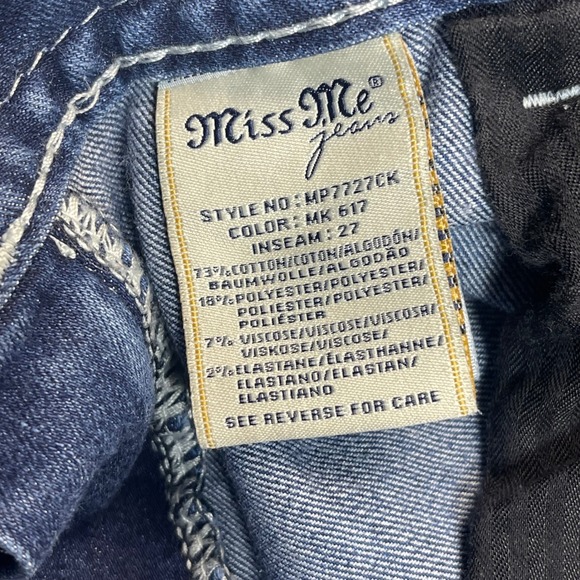 Miss Me®
jeans
STYLE NO: MP7727CK
COLOR: MK 617
INSEAM: 27
73% COTTON/COTON/ALGODÓN/
BAUMWOLLE/ALGODÃO
18% POLYESTER/POLYESTER/
POLIÉSTER/POLYESTER/
POLIÉSTER
7% VISCOSE/VISCOSE/VISCOSA/
VISKOSE/VISCOSE
2% ELASTANE/ÉLASTHANNE/
ELASTANO/ELASTAN/
ELASTIANO
SEE REVERSE FOR CARE